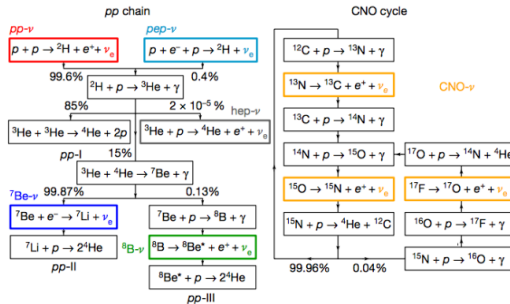 pp chain
pp-ν
pep-ν
p + p → ²H + e⁺ + νₑ
p + e⁻ + p → ²H + νₑ
99.6%
0.4%
²H + p → ³He + γ
85%
2 × 10⁻⁵ %
hep-ν
³He + ³He → ⁴He + 2p
³He + p → ⁴He + e⁺ + νₑ
pp-I
15%
³He + ⁴He → ⁷Be + γ
⁷Be-ν
99.87%
0.13%
⁷Be + e⁻ → ⁷Li + νₑ
⁷Be + p → ⁸B + γ
⁸B-ν
⁷Li + p → 2⁴He
⁸B → ⁸Be* + e⁺ + νₑ
pp-II
⁸Be* + p → 2⁴He
pp-III
CNO cycle
¹²C + p → ¹³N + γ
¹³N → ¹³C + e⁺ + νₑ
CNO-ν
¹³C + p → ¹⁴N + γ
¹⁴N + p → ¹⁵O + γ
¹⁷O + p → ¹⁴N + ⁴He
¹⁵O → ¹⁵N + e⁺ + νₑ
¹⁷F → ¹⁷O + e⁺ + νₑ
¹⁵N + p → ⁴He + ¹²C
¹⁶O + p → ¹⁷F + γ
99.96%
0.04%
¹⁵N + p → ¹⁶O + γ